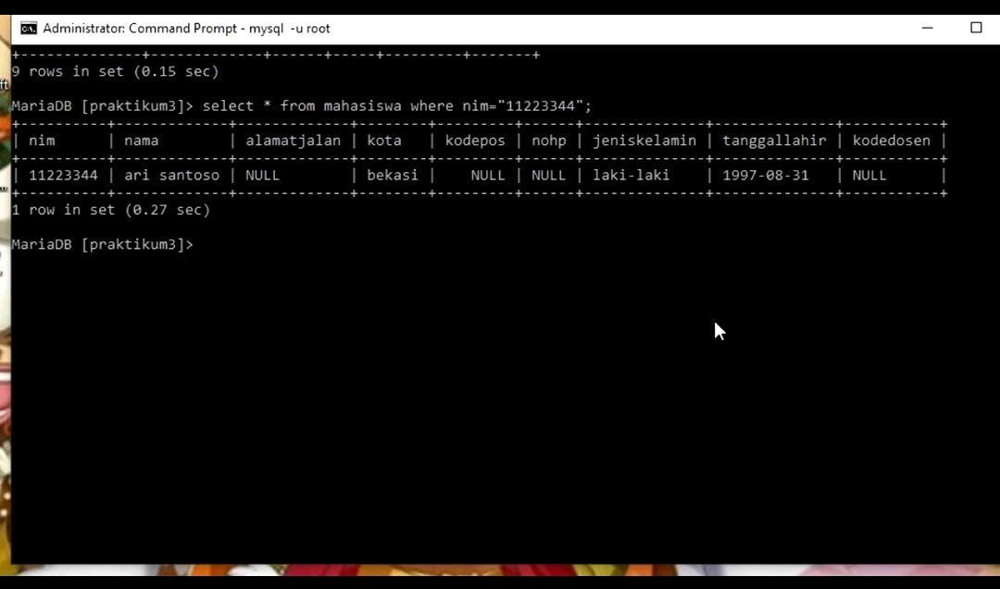 Administrator: Command Prompt - mysql  -u root
+--------------+-------------+------+-----+---------+-------+
9 rows in set (0.15 sec)
MariaDB [praktikum3]> select * from mahasiswa where nim="11223344";
+----------+-------------+-------------+--------+---------+------+--------------+--------------+-----------+
| nim      | nama        | alamatjalan | kota   | kodepos | nohp | jeniskelamin | tanggallahir | kodedosen |
+----------+-------------+-------------+--------+---------+------+--------------+--------------+-----------+
| 11223344 | ari santoso | NULL        | bekasi |    NULL | NULL | laki-laki    | 1997-08-31   | NULL      |
+----------+-------------+-------------+--------+---------+------+--------------+--------------+-----------+
1 row in set (0.27 sec)
MariaDB [praktikum3]>